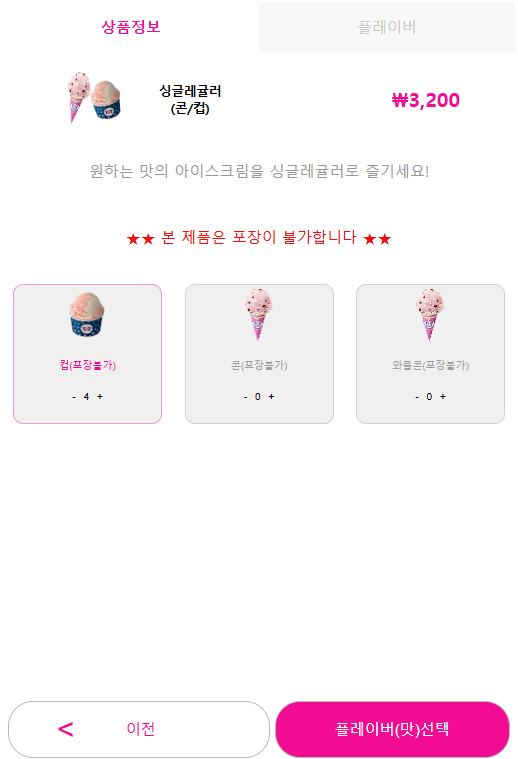 상품정보
플레이버
싱글레귤러
(콘/컵)
₩3,200
원하는 맛의 아이스크림을 싱글레귤러로 즐기세요!
★★ 본 제품은 포장이 불가합니다 ★★
컵(포장불가)
콘(포장불가)
와플콘(포장불가)
- 4 +
- 0 +
- 0 +
< 이전
플레이버(맛)선택